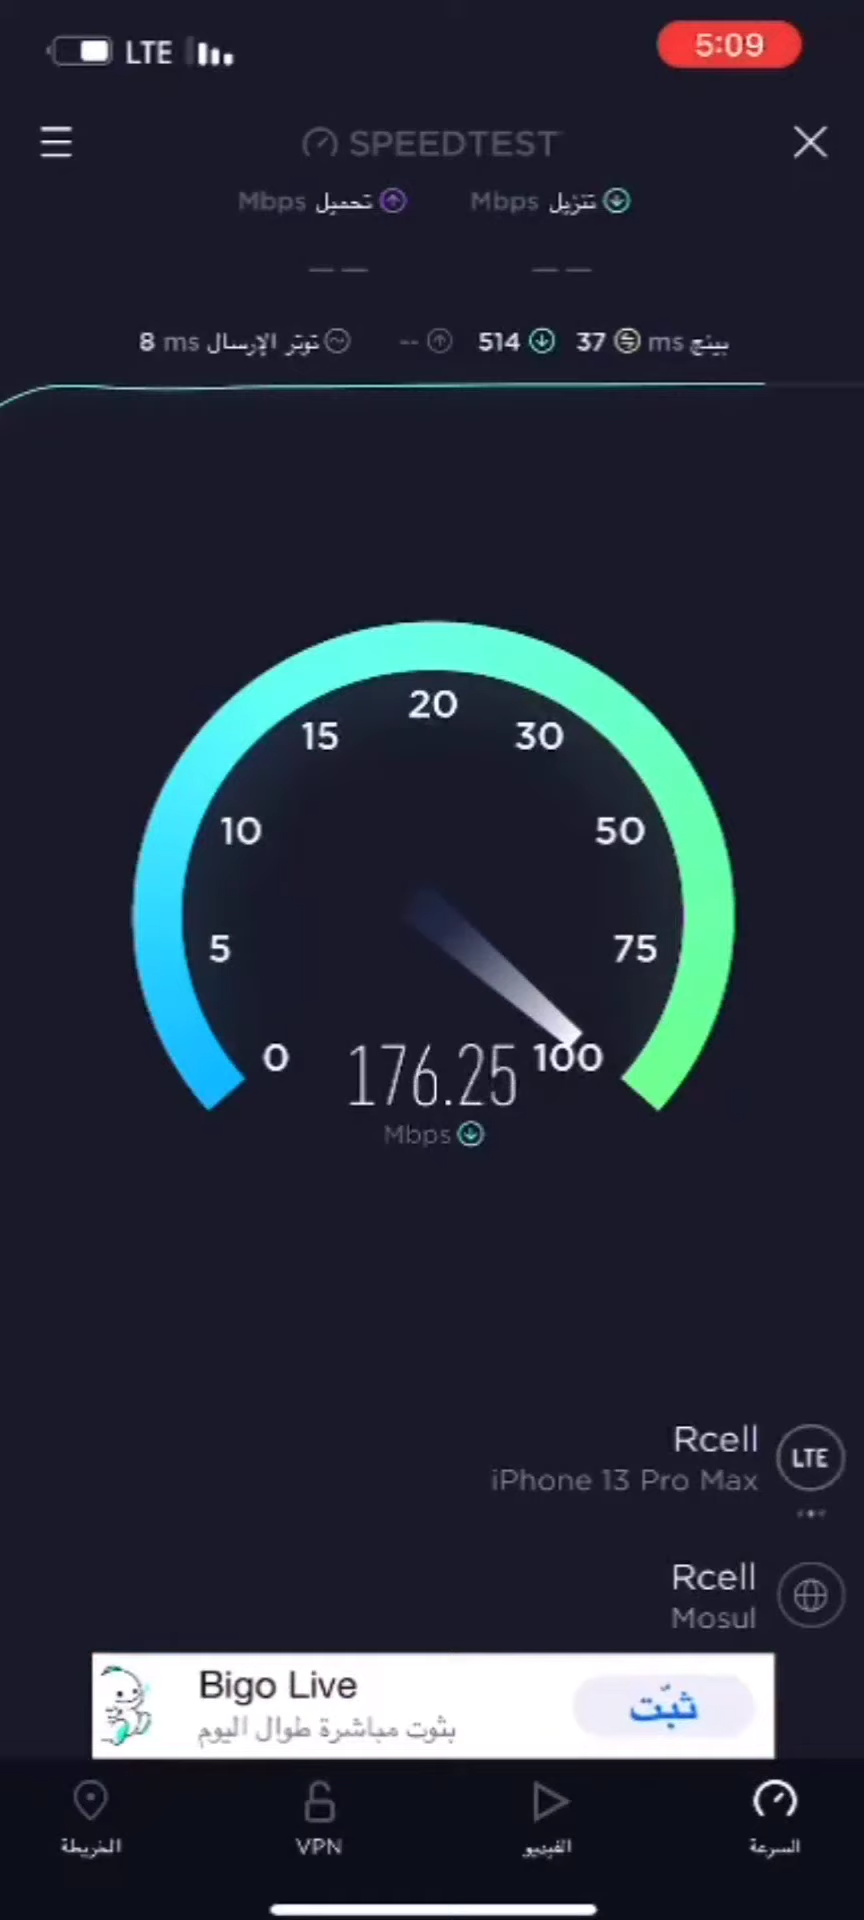 5:09 LTE
SPEEDTEST
تنزيل Mbps تحميل Mbps
— — — —
بينج ms 37 514 -- توتر الإرسال ms 8
20
15 30
10 50
5 75
0 100
176.25
Mbps
Rcell
LTE
iPhone 13 Pro Max
Rcell
Mosul
Bigo Live
بثوت مباشرة طوال اليوم
ثبّت
السرعة الفيديو VPN الخريطة